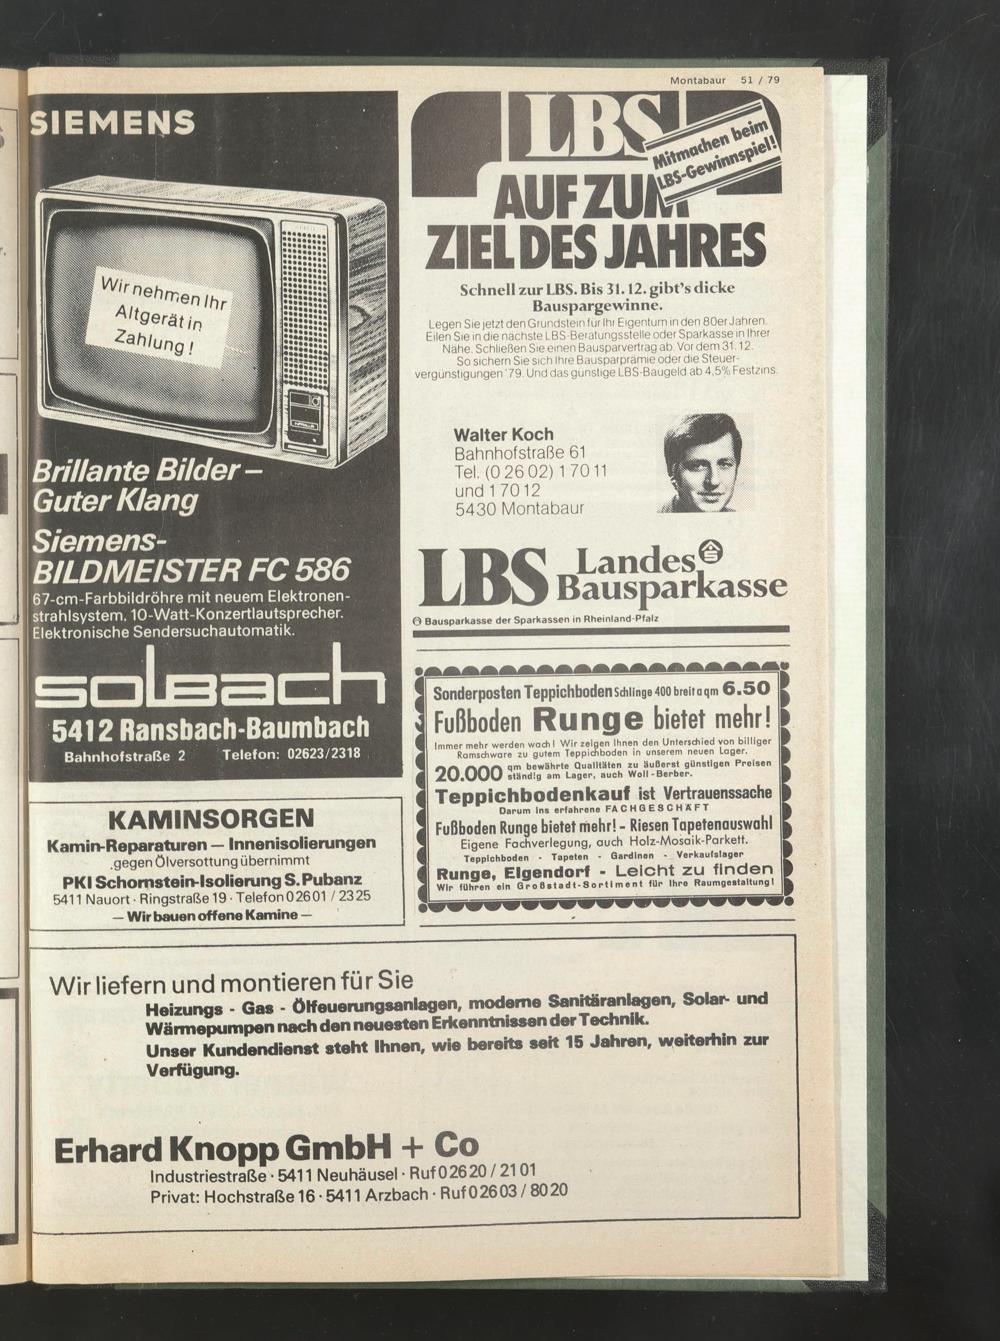 Montabaur 51 / 79
SIEMENS
Wir nehmen Ihr
Altgerät in
Zahlung!
Brillante Bilder –
Guter Klang
Siemens-
BILDMEISTER FC 586
67-cm-Farbbildröhre mit neuem Elektronen-
strahlsystem. 10-Watt-Konzertlautsprecher.
Elektronische Sendersuchautomatik.
solbach
5412 Ransbach-Baumbach
Bahnhofstraße 2 Telefon: 02623/2318
KAMINSORGEN
Kamin-Reparaturen — Innenisolierungen
gegen Ölversottung übernimmt
PKI Schornstein-Isolierung S. Pubanz
5411 Nauort · Ringstraße 19 · Telefon 0 26 01 / 23 25
— Wir bauen offene Kamine —
LBS
Mitmachen beim
LBS-Gewinnspiel!
AUF ZUM
ZIEL DES JAHRES
Schnell zur LBS. Bis 31. 12. gibt's dicke
Bauspargewinne.
Legen Sie jetzt den Grundstein für Ihr Eigentum in den 80er Jahren.
Eilen Sie in die nächste LBS-Beratungsstelle oder Sparkasse in Ihrer
Nähe. Schließen Sie einen Bausparvertrag ab. Vor dem 31. 12.
So sichern Sie sich Ihre Bausparprämie oder die Steuer-
vergünstigungen '79. Und das günstige LBS-Baugeld ab 4,5% Festzins.
Walter Koch
Bahnhofstraße 61
Tel. (0 26 02) 1 70 11
und 1 70 12
5430 Montabaur
LBS Landes
Bausparkasse
Bausparkasse der Sparkassen in Rheinland-Pfalz
Sonderposten Teppichboden Schlinge 400 breit a qm 6.50
Fußboden Runge bietet mehr!
Immer mehr werden wach! Wir zeigen Ihnen den Unterschied von billiger
Ramschware zu gutem Teppichboden in unserem neuen Lager.
20.000 qm bewährte Qualitäten zu äußerst günstigen Preisen
ständig am Lager, auch Woll-Berber.
Teppichbodenkauf ist Vertrauenssache
Darum ins erfahrene FACHGESCHÄFT
Fußboden Runge bietet mehr! - Riesen Tapetenauswahl
Eigene Fachverlegung, auch Holz-Mosaik-Parkett.
Teppichboden - Tapeten - Gardinen - Verkaufslager
Runge, Elgendorf - Leicht zu finden
Wir führen ein Großstadt-Sortiment für Ihre Raumgestaltung!
Wir liefern und montieren für Sie
Heizungs - Gas - Ölfeuerungsanlagen, moderne Sanitäranlagen, Solar- und
Wärmepumpen nach den neuesten Erkenntnissen der Technik.
Unser Kundendienst steht Ihnen, wie bereits seit 15 Jahren, weiterhin zur
Verfügung.
Erhard Knopp GmbH + Co
Industriestraße · 5411 Neuhäusel · Ruf 0 26 20 / 21 01
Privat: Hochstraße 16 · 5411 Arzbach · Ruf 0 26 03 / 80 20